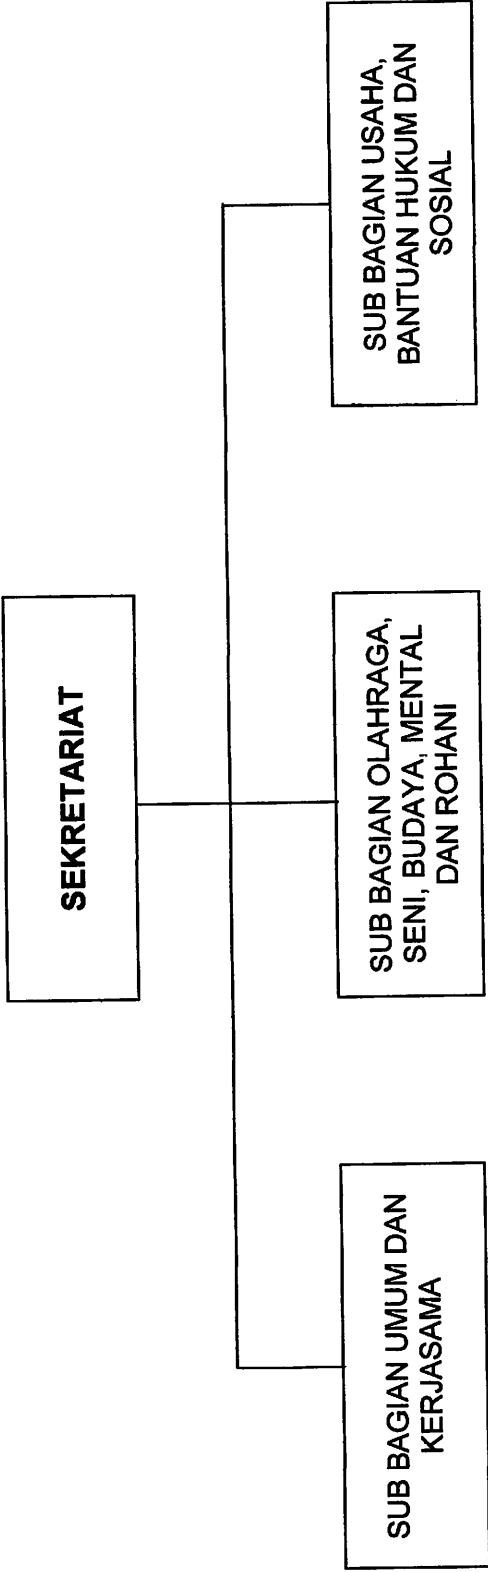 SEKRETARIAT
SUB BAGIAN UMUM DAN
KERJASAMA
SUB BAGIAN OLAHRAGA,
SENI, BUDAYA, MENTAL
DAN ROHANI
SUB BAGIAN USAHA,
BANTUAN HUKUM DAN
SOSIAL